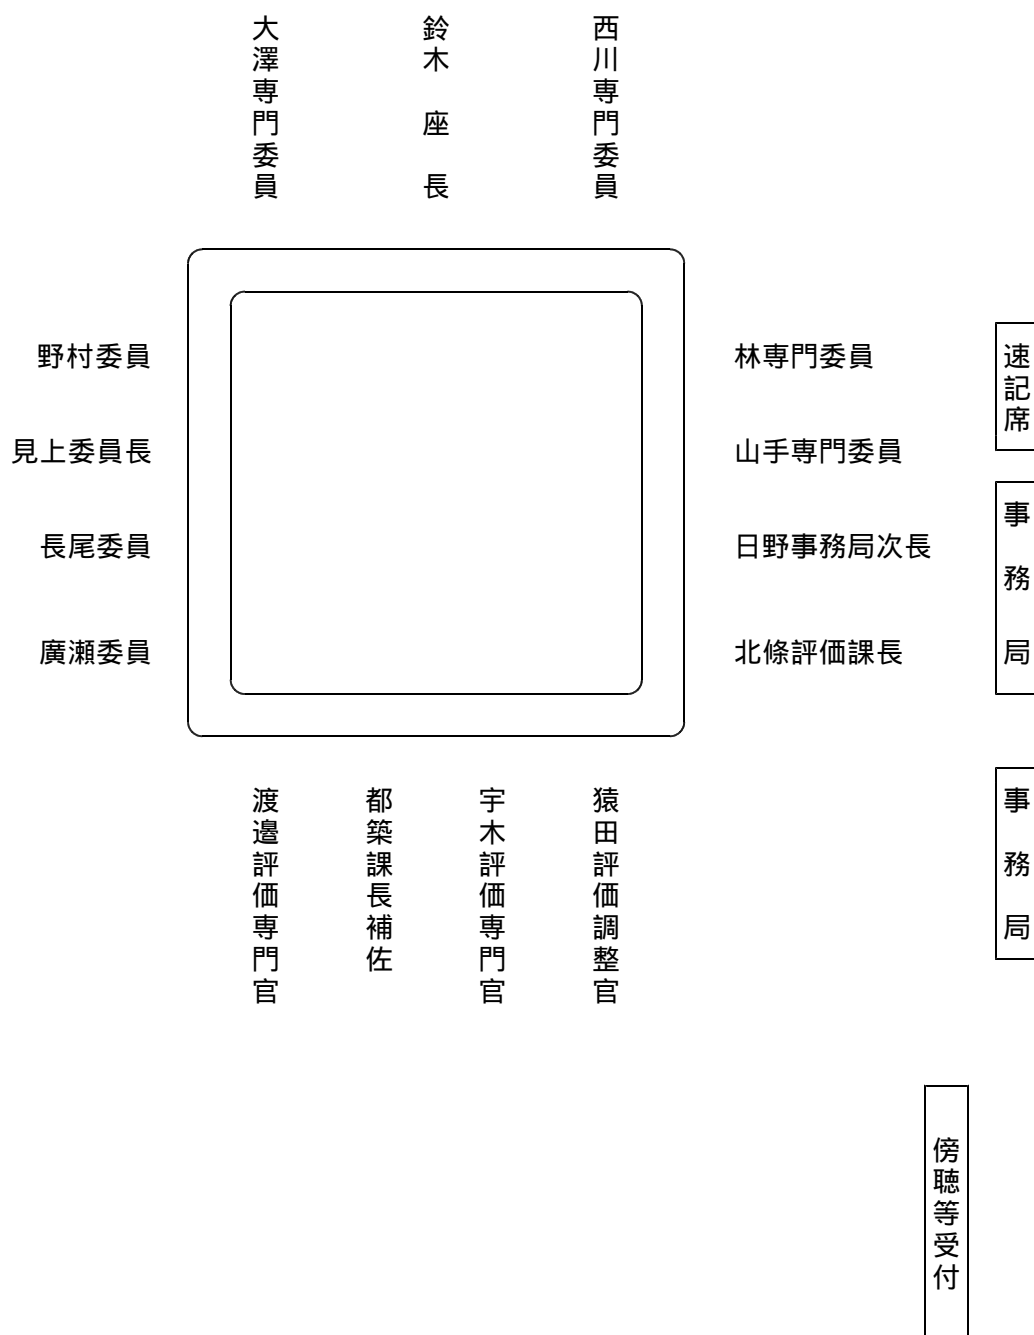 大澤専門委員
鈴木座長
西川専門委員
野村委員
見上委員長
長尾委員
廣瀬委員
林専門委員
山手専門委員
日野事務局次長
北條評価課長
速記席
事務局
事務局
渡邉評価専門官
都築課長補佐
宇木評価専門官
猿田評価調整官
傍聴等受付